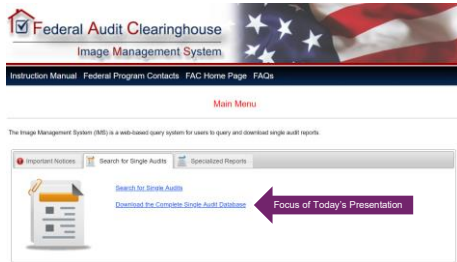 Federal Audit Clearinghouse
Image Management System
Instruction Manual Federal Program Contacts FAC Home Page FAQs
Main Menu
The Image Management System (IMS) is a web-based query system for users to query and download single audit reports.
Important Notices Search for Single Audits Specialized Reports
Search for Single Audits
Download the Complete Single Audit Database Focus of Today's Presentation